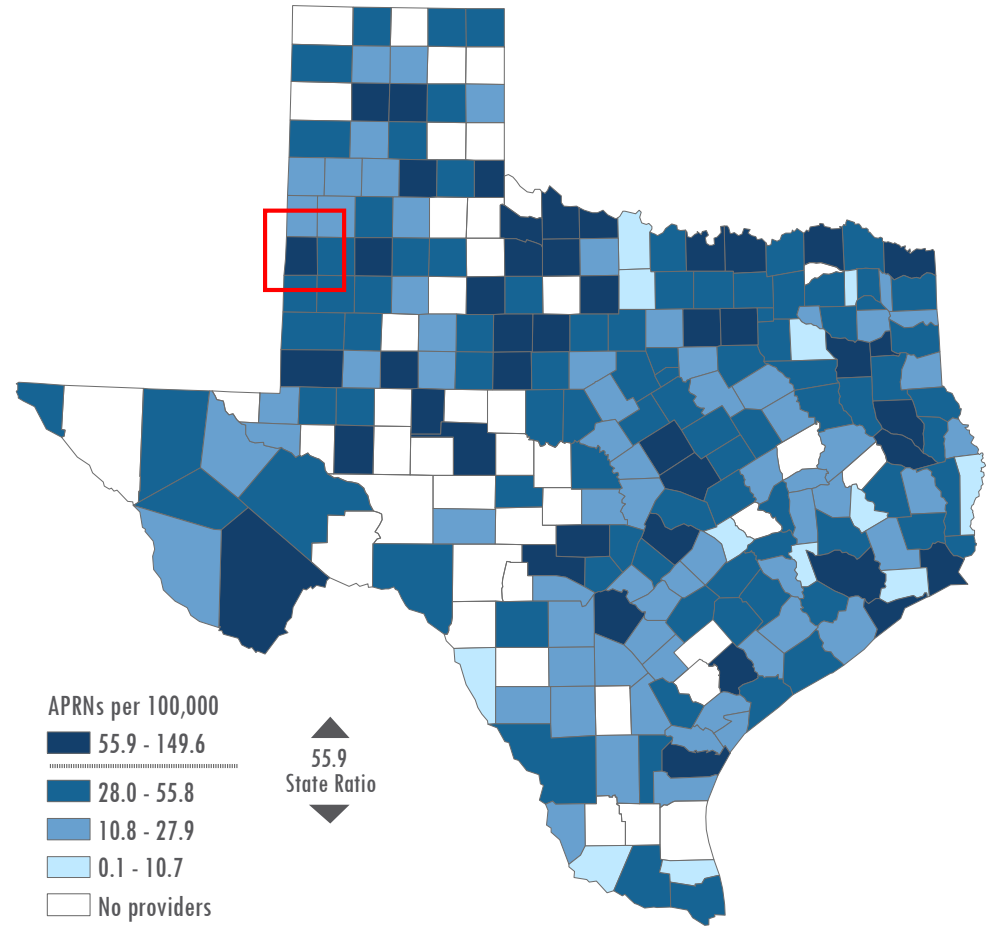 APRNs per 100,000
55.9 - 149.6
28.0 - 55.8
10.8 - 27.9
0.1 - 10.7
No providers
55.9
State Ratio